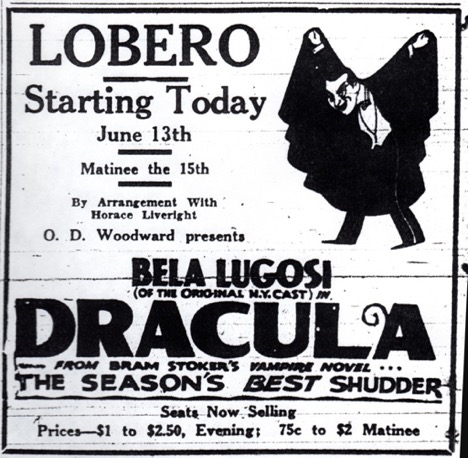 LOBERO
Starting Today
June 13th
Matinee the 15th
By Arrangement With
Horace Liveright
O. D. Woodward presents
BELA LUGOSI
(OF THE ORIGINAL N.Y. CAST) IN
DRACULA
FROM BRAM STOKER'S VAMPIRE NOVEL ...
THE SEASON'S BEST SHUDDER
Seats Now Selling
Prices—$1 to $2.50, Evening; 75c to $2 Matinee